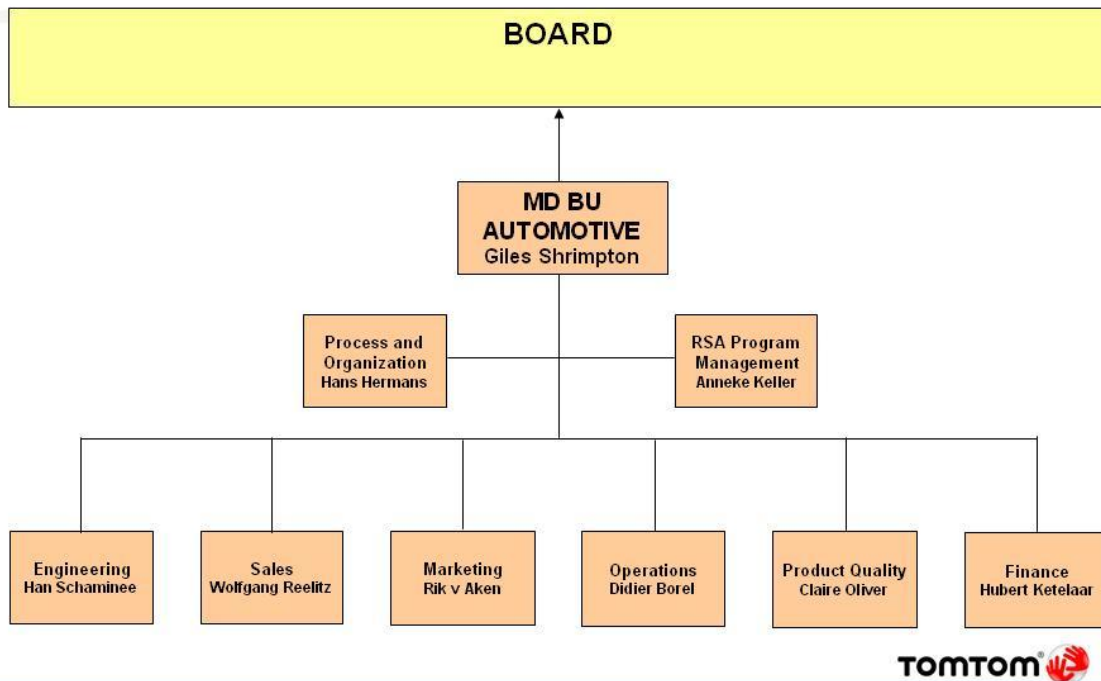 BOARD
MD BU
AUTOMOTIVE
Giles Shrimpton
Process and
Organization
Hans Hermans
RSA Program
Management
Anneke Keller
Engineering
Han Schaminee
Sales
Wolfgang Reelitz
Marketing
Rik v Aken
Operations
Didier Borel
Product Quality
Claire Oliver
Finance
Hubert Ketelaar
TOMTOM®